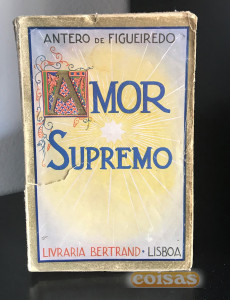 ANTERO DE FIGUEIREDO
AMOR
SUPREMO
LIVRARIA BERTRAND · LISBOA
coisas